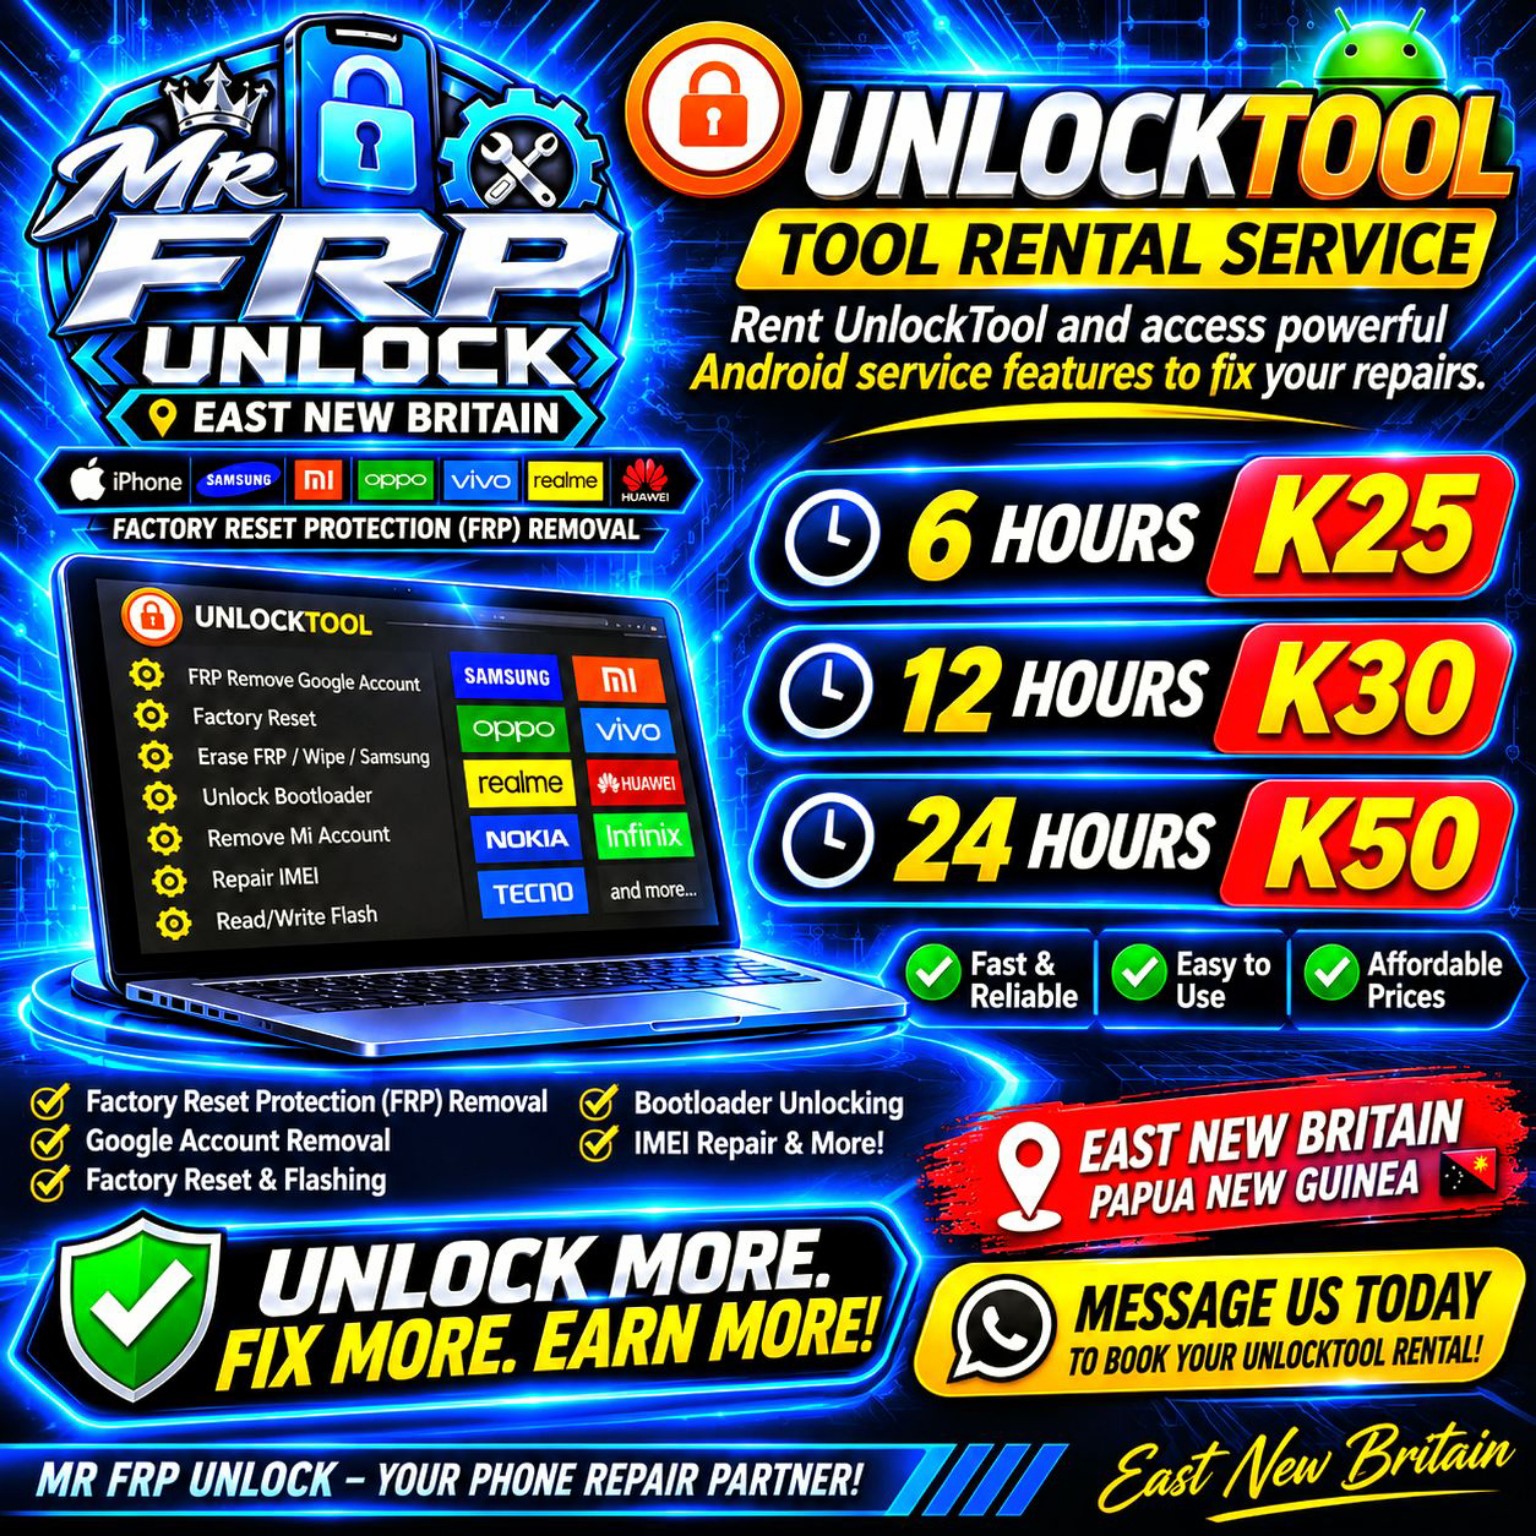 MR
FRP
UNLOCK
EAST NEW BRITAIN
iPhone
SAMSUNG
mi
oppo
vivo
realme
HUAWEI
FACTORY RESET PROTECTION (FRP) REMOVAL
UNLOCKTOOL
TOOL RENTAL SERVICE
Rent UnlockTool and access powerful
Android service features to fix your repairs.
6 HOURS K25
12 HOURS K30
24 HOURS K50
Fast &
Reliable
Easy to
Use
Affordable
Prices
UNLOCKTOOL
FRP Remove Google Account
Factory Reset
Erase FRP / Wipe / Samsung
Unlock Bootloader
Remove Mi Account
Repair IMEI
Read/Write Flash
SAMSUNG
mi
oppo
vivo
realme
HUAWEI
NOKIA
Infinix
TECNO
and more...
Factory Reset Protection (FRP) Removal
Google Account Removal
Factory Reset & Flashing
Bootloader Unlocking
IMEI Repair & More!
EAST NEW BRITAIN
PAPUA NEW GUINEA
UNLOCK MORE.
FIX MORE. EARN MORE!
MESSAGE US TODAY
TO BOOK YOUR UNLOCKTOOL RENTAL!
MR FRP UNLOCK – YOUR PHONE REPAIR PARTNER!
East New Britain